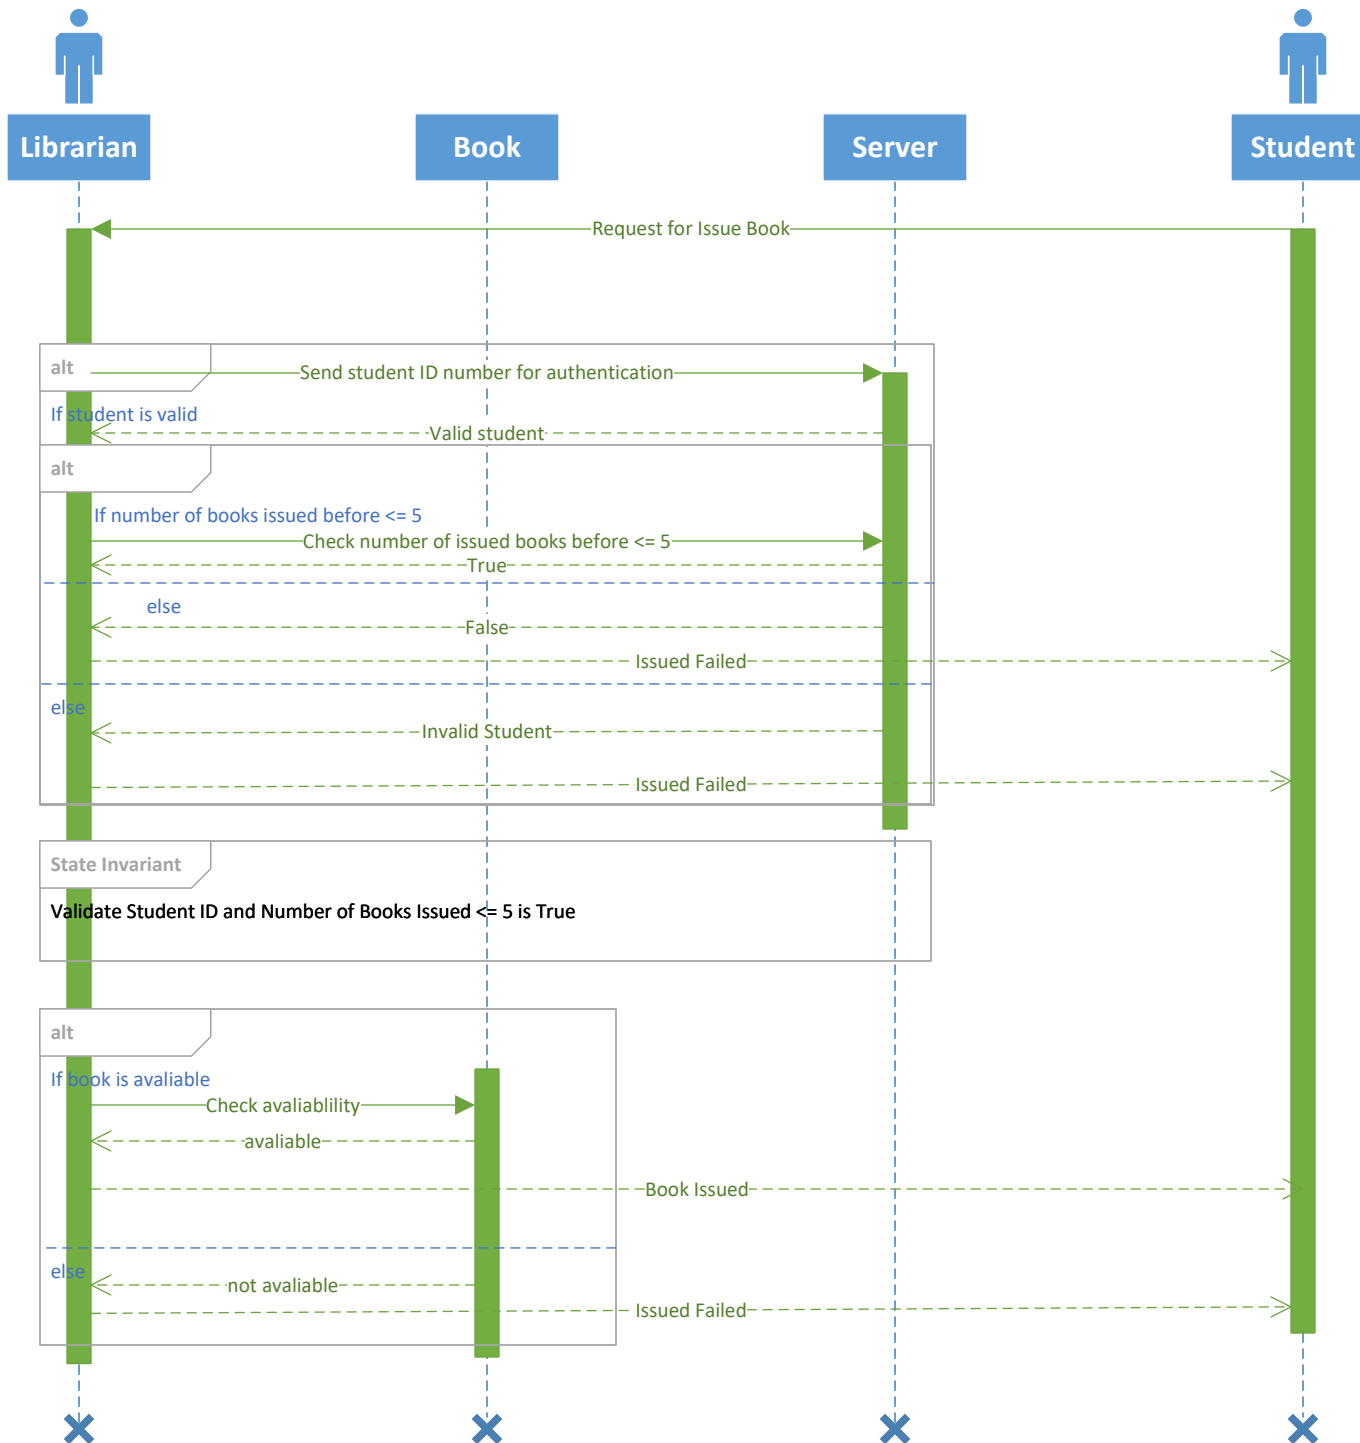 Librarian
Book
Server
Student
Request for Issue Book
alt
Send student ID number for authentication
If student is valid
Valid student
alt
If number of books issued before <= 5
Check number of issued books before <= 5
True
else
False
Issued Failed
else
Invalid Student
Issued Failed
State Invariant
Validate Student ID and Number of Books Issued <= 5 is True
alt
If book is avaliable
Check avaliablility
avaliable
Book Issued
else
not avaliable
Issued Failed